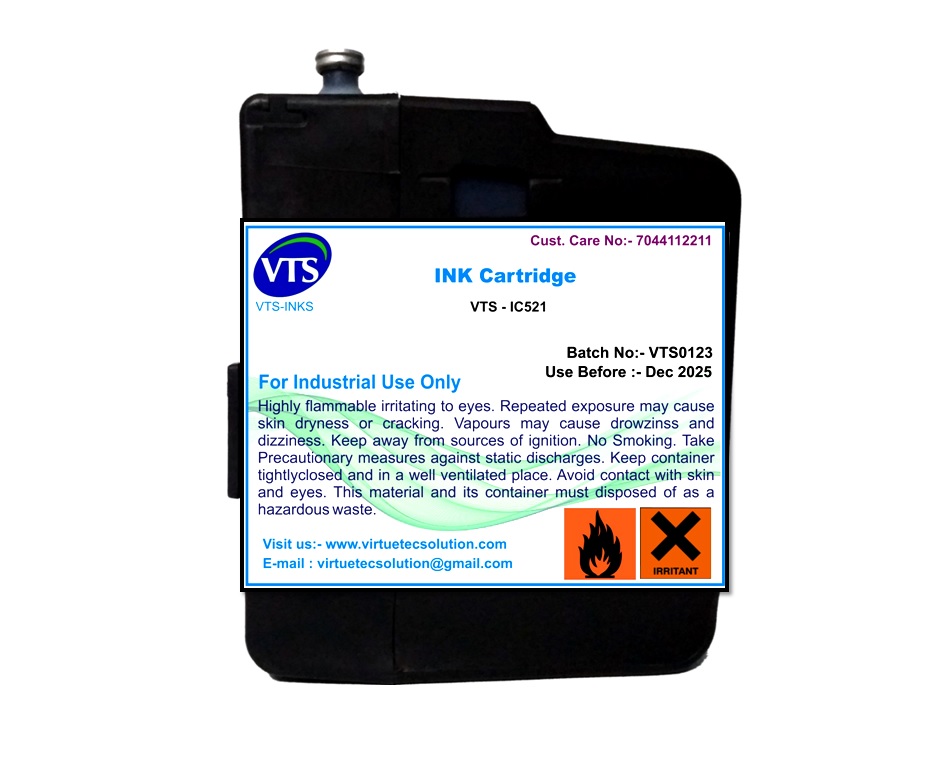 Cust. Care No:- 7044112211
VTS
VTS-INKS
INK Cartridge
VTS - IC521
Batch No:- VTS0123
Use Before :- Dec 2025
For Industrial Use Only
Highly flammable irritating to eyes. Repeated exposure may cause
skin dryness or cracking. Vapours may cause drowzinss and
dizziness. Keep away from sources of ignition. No Smoking. Take
Precautionary measures against static discharges. Keep container
tightlyclosed and in a well ventilated place. Avoid contact with skin
and eyes. This material and its container must disposed of as a
hazardous waste.
Visit us:- www.virtuetecsolution.com
E-mail : virtuetecsolution@gmail.com
IRRITANT